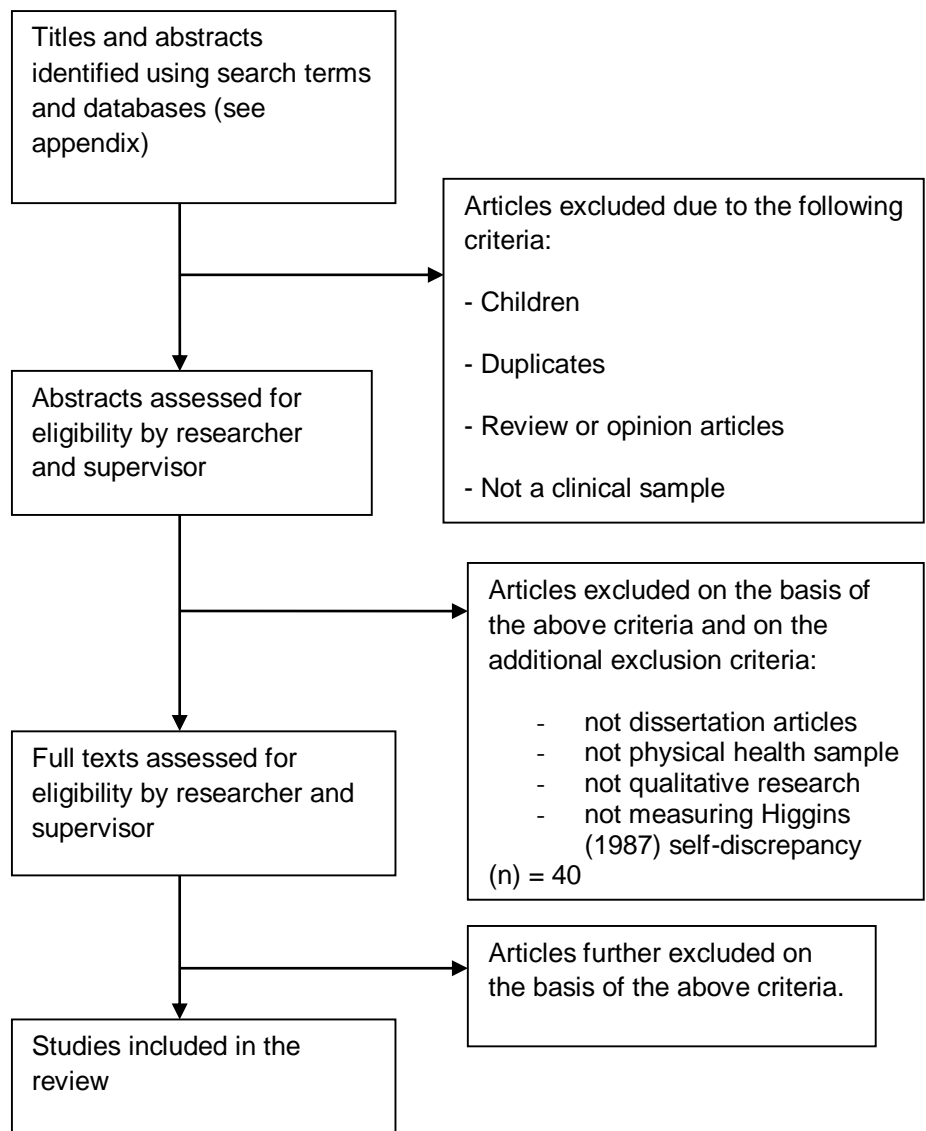 Titles and abstracts
identified using search terms
and databases (see
appendix)
Articles excluded due to the following
criteria:
- Children
- Duplicates
- Review or opinion articles
- Not a clinical sample
Abstracts assessed for
eligibility by researcher
and supervisor
Articles excluded on the basis of
the above criteria and on the
additional exclusion criteria:
- not dissertation articles
- not physical health sample
- not qualitative research
- not measuring Higgins
(1987) self-discrepancy
(n) = 40
Full texts assessed for
eligibility by researcher and
supervisor
Articles further excluded on
the basis of the above criteria.
Studies included in the
review